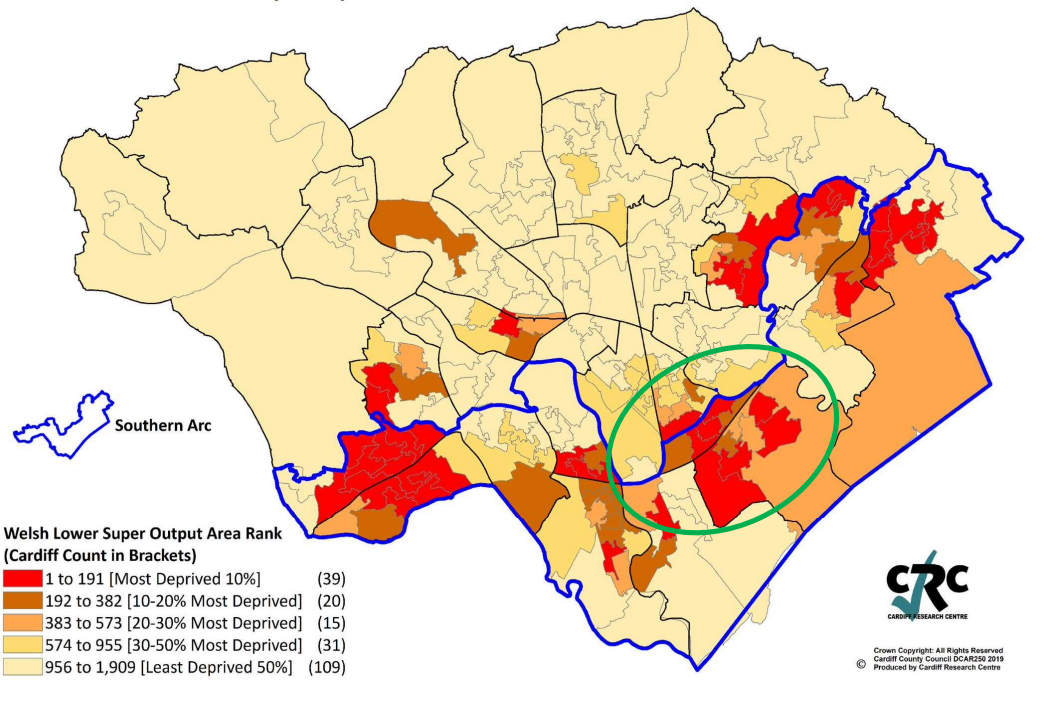 Southern Arc
Welsh Lower Super Output Area Rank
(Cardiff Count in Brackets)
1 to 191 [Most Deprived 10%] (39)
192 to 382 [10-20% Most Deprived] (20)
383 to 573 [20-30% Most Deprived] (15)
574 to 955 [30-50% Most Deprived] (31)
956 to 1,909 [Least Deprived 50%] (109)
CRC
CARDIFF RESEARCH CENTRE
Crown Copyright: All Rights Reserved
© Cardiff County Council DCAR250 2019
Produced by Cardiff Research Centre